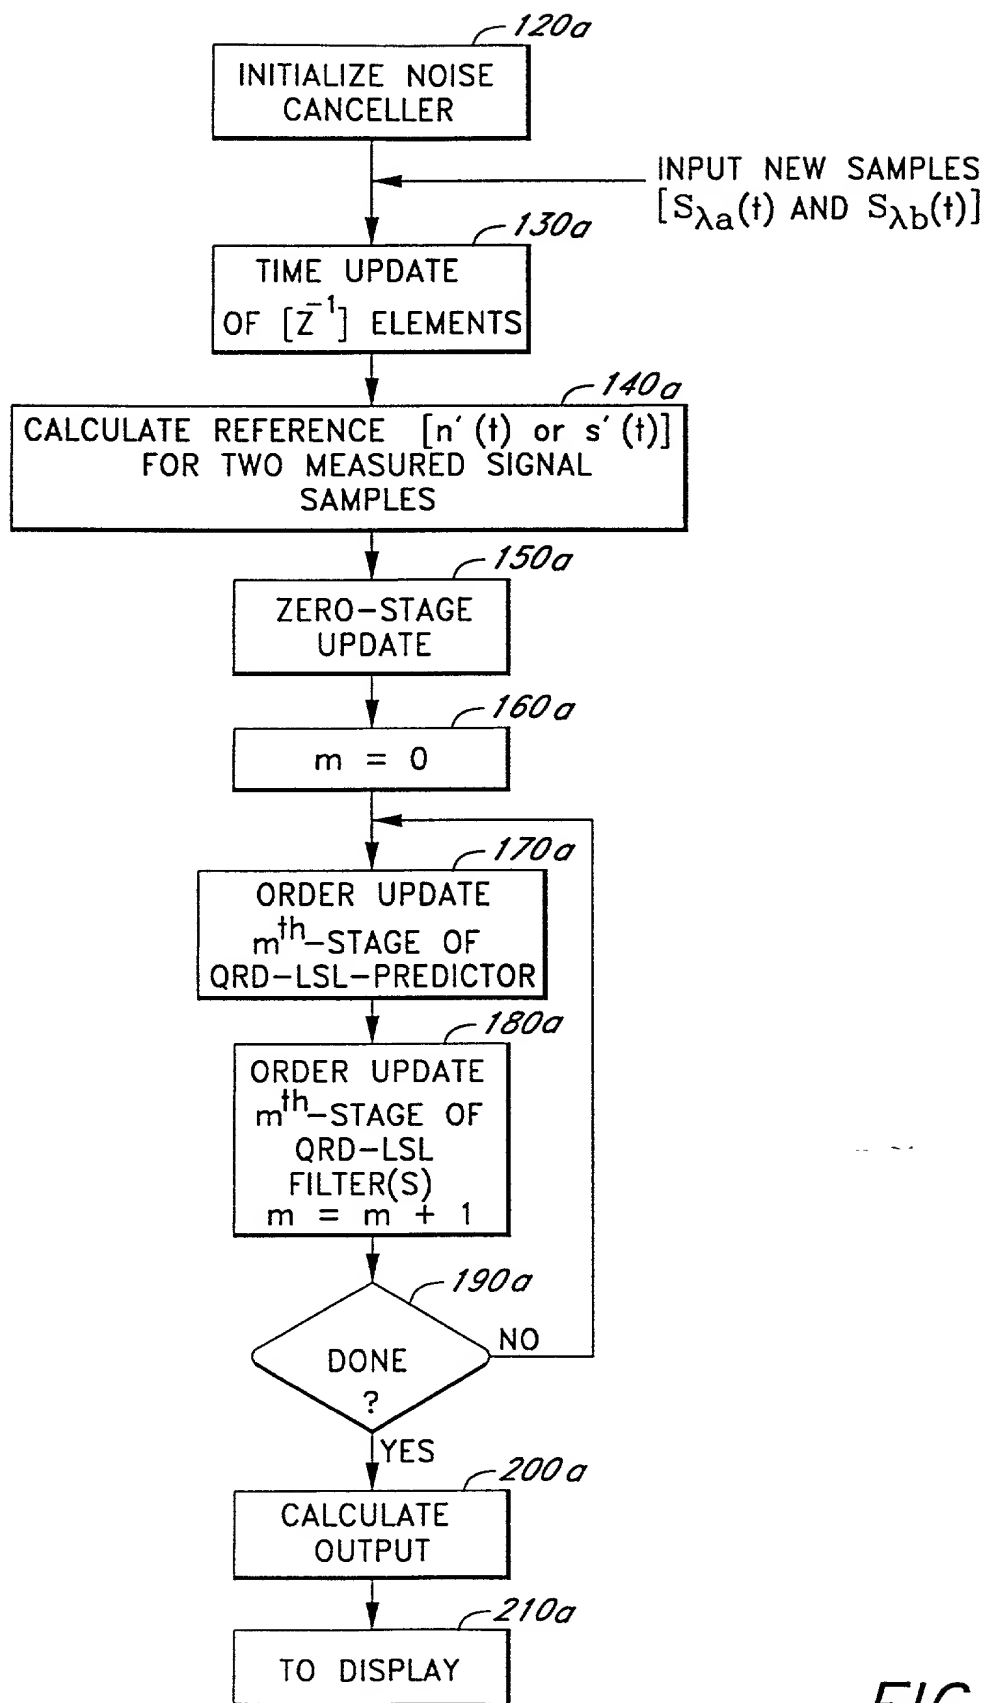 120a
INITIALIZE NOISE
CANCELLER
INPUT NEW SAMPLES
[Sλa(t) AND Sλb(t)]
130a
TIME UPDATE
OF [Z⁻¹] ELEMENTS
140a
CALCULATE REFERENCE [n'(t) or s'(t)]
FOR TWO MEASURED SIGNAL
SAMPLES
150a
ZERO-STAGE
UPDATE
160a
m = 0
170a
ORDER UPDATE
mth-STAGE OF
QRD-LSL-PREDICTOR
180a
ORDER UPDATE
mth-STAGE OF
QRD-LSL
FILTER(S)
m = m + 1
190a
DONE
?
NO
YES
200a
CALCULATE
OUTPUT
210a
TO DISPLAY
FIG